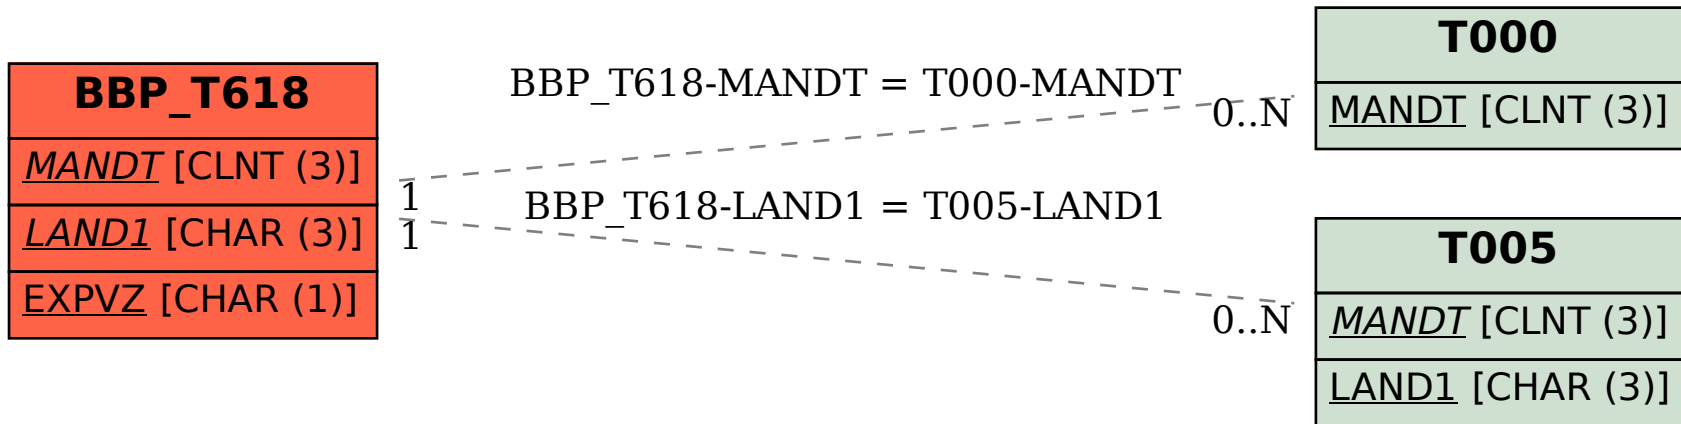 BBP_T618
MANDT [CLNT (3)]
LAND1 [CHAR (3)]
EXPVZ [CHAR (1)]
BBP_T618-MANDT = T000-MANDT
0..N
1
BBP_T618-LAND1 = T005-LAND1
1
0..N
T000
MANDT [CLNT (3)]
T005
MANDT [CLNT (3)]
LAND1 [CHAR (3)]